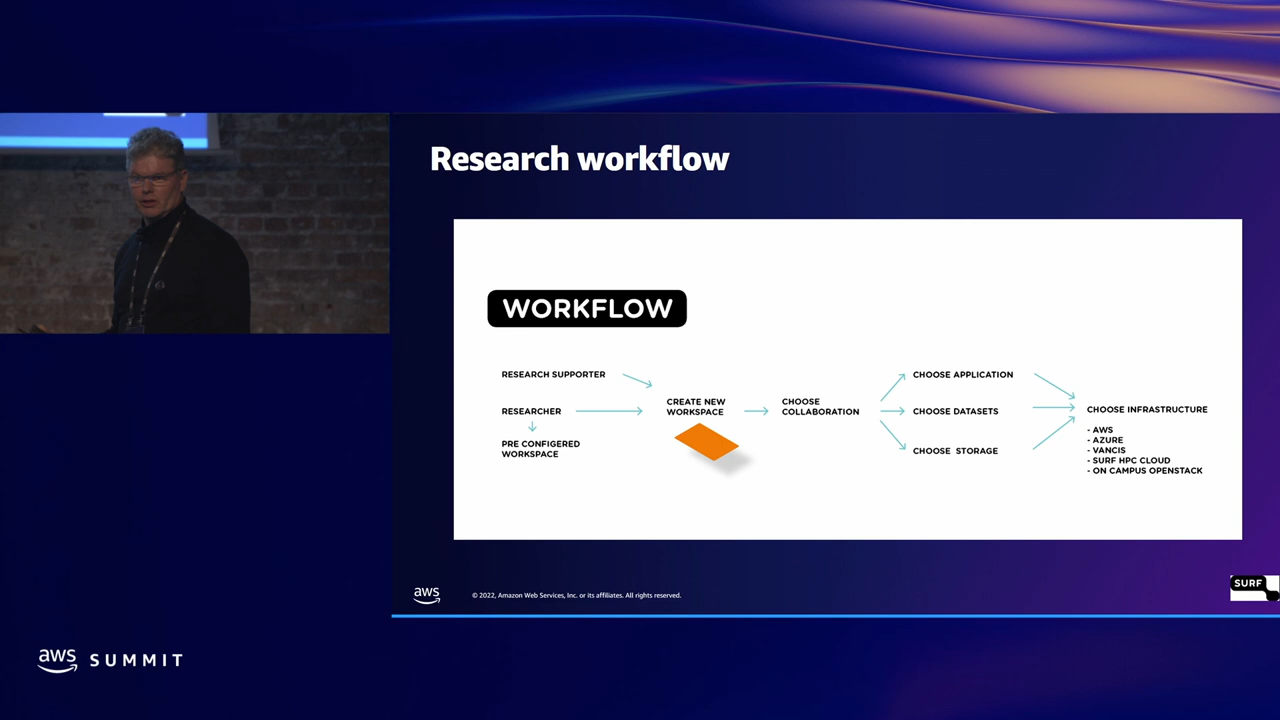 Research workflow
WORKFLOW
RESEARCH SUPPORTER
RESEARCHER
PRE CONFIGERED
WORKSPACE
CREATE NEW
WORKSPACE
CHOOSE
COLLABORATION
CHOOSE APPLICATION
CHOOSE DATASETS
CHOOSE STORAGE
CHOOSE INFRASTRUCTURE
- AWS
- AZURE
- VANCIS
- SURF HPC CLOUD
- ON CAMPUS OPENSTACK
aws
© 2022, Amazon Web Services, Inc. or its affiliates. All rights reserved.
SURF
aws SUMMIT